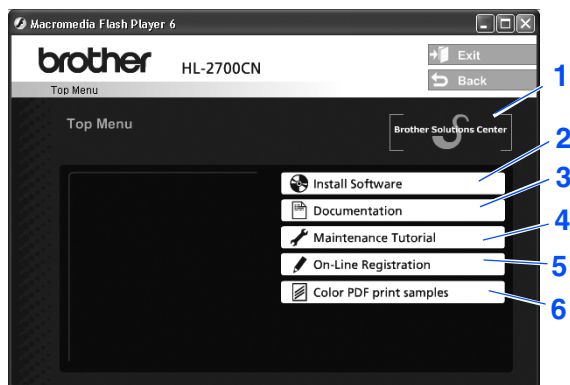 Macromedia Flash Player 6
brother
HL-2700CN
Exit
Back
Top Menu
Top Menu
Brother Solutions Center
1
Install Software
2
Documentation
3
Maintenance Tutorial
4
On-Line Registration
5
Color PDF print samples
6